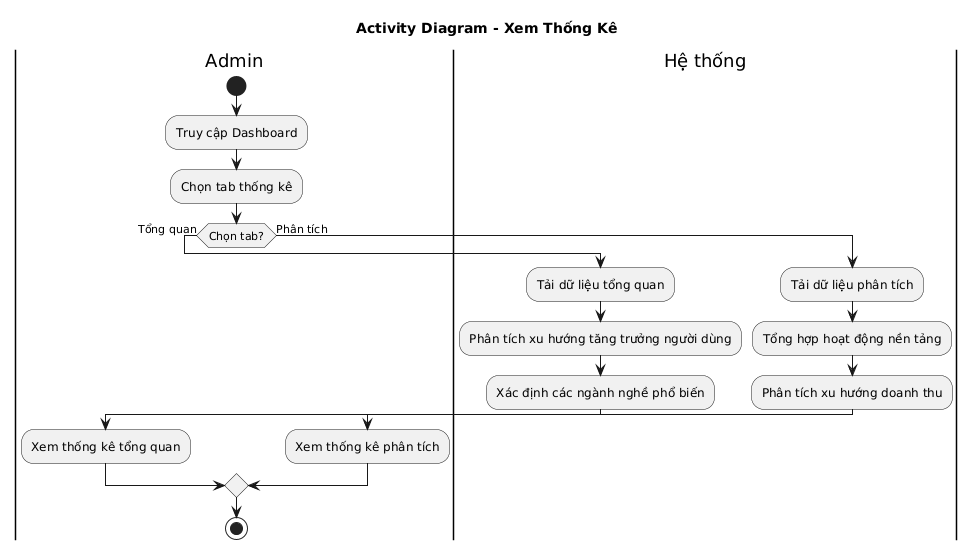 Activity Diagram - Xem Thống Kê
Admin
Hệ thống
Truy cập Dashboard
Chọn tab thống kê
Tổng quan
Chọn tab?
Phân tích
Tải dữ liệu tổng quan
Tải dữ liệu phân tích
Phân tích xu hướng tăng trưởng người dùng
Tổng hợp hoạt động nền tảng
Xác định các ngành nghề phổ biến
Phân tích xu hướng doanh thu
Xem thống kê tổng quan
Xem thống kê phân tích